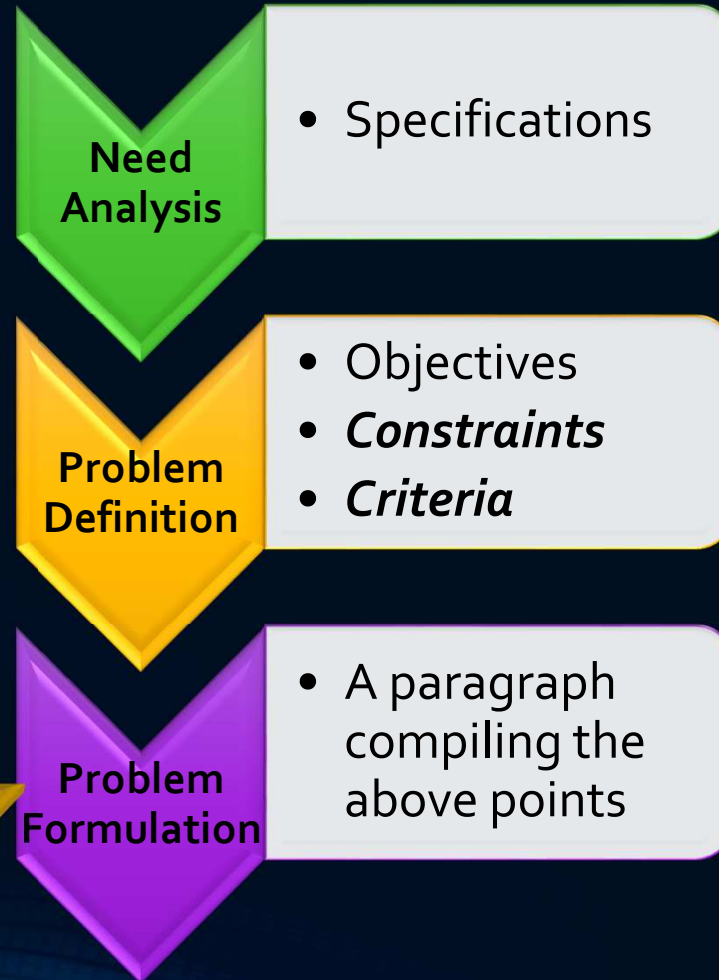 Need
Analysis
• Specifications
Problem
Definition
• Objectives
• Constraints
• Criteria
Problem
Formulation
• A paragraph
compiling the
above points